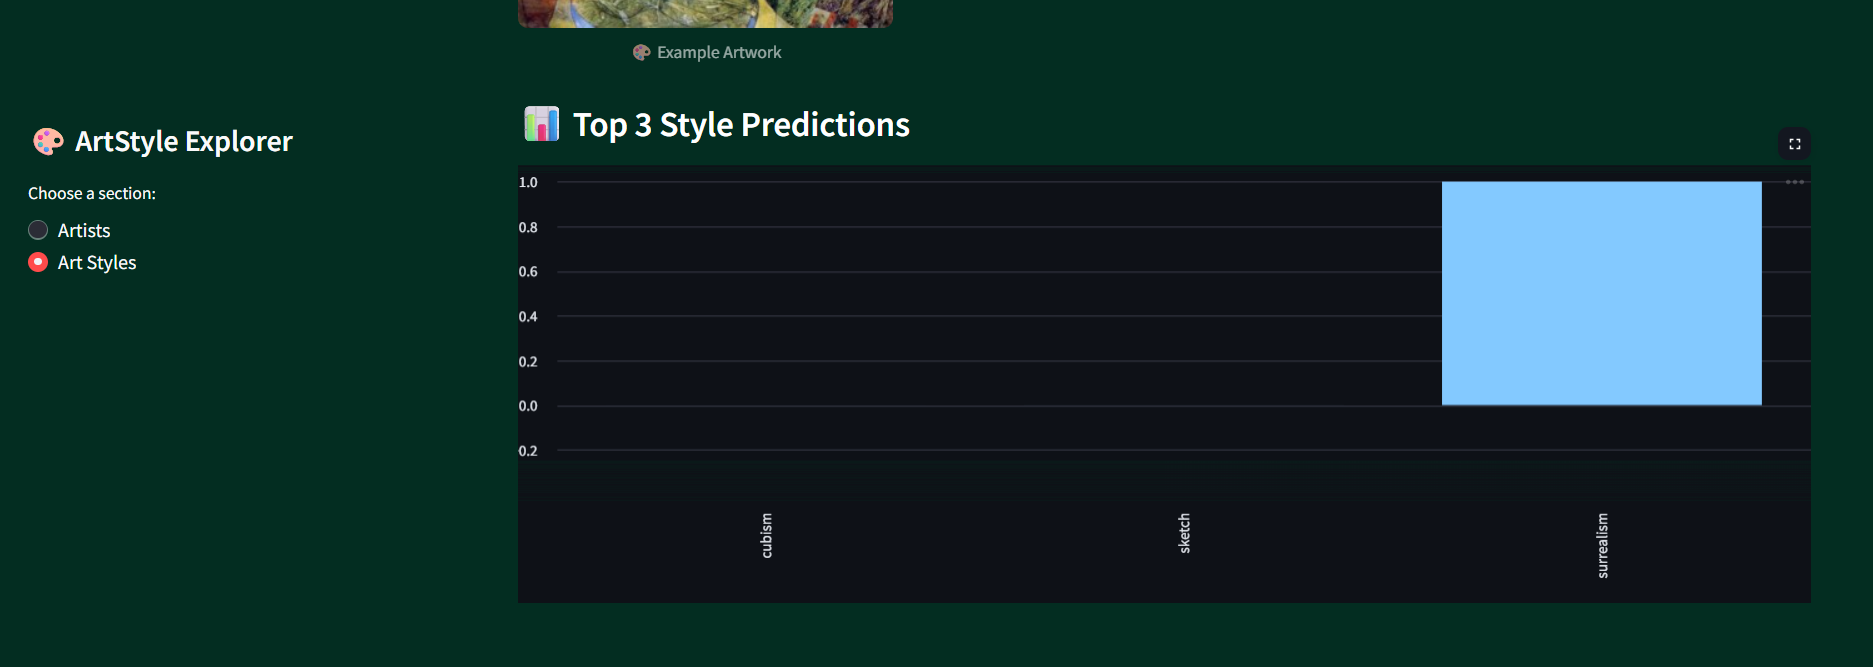 Example Artwork
ArtStyle Explorer
Choose a section:
Artists
Art Styles
Top 3 Style Predictions
1.0
0.8
0.6
0.4
0.2
0.0
0.2
cubism
sketch
surrealism